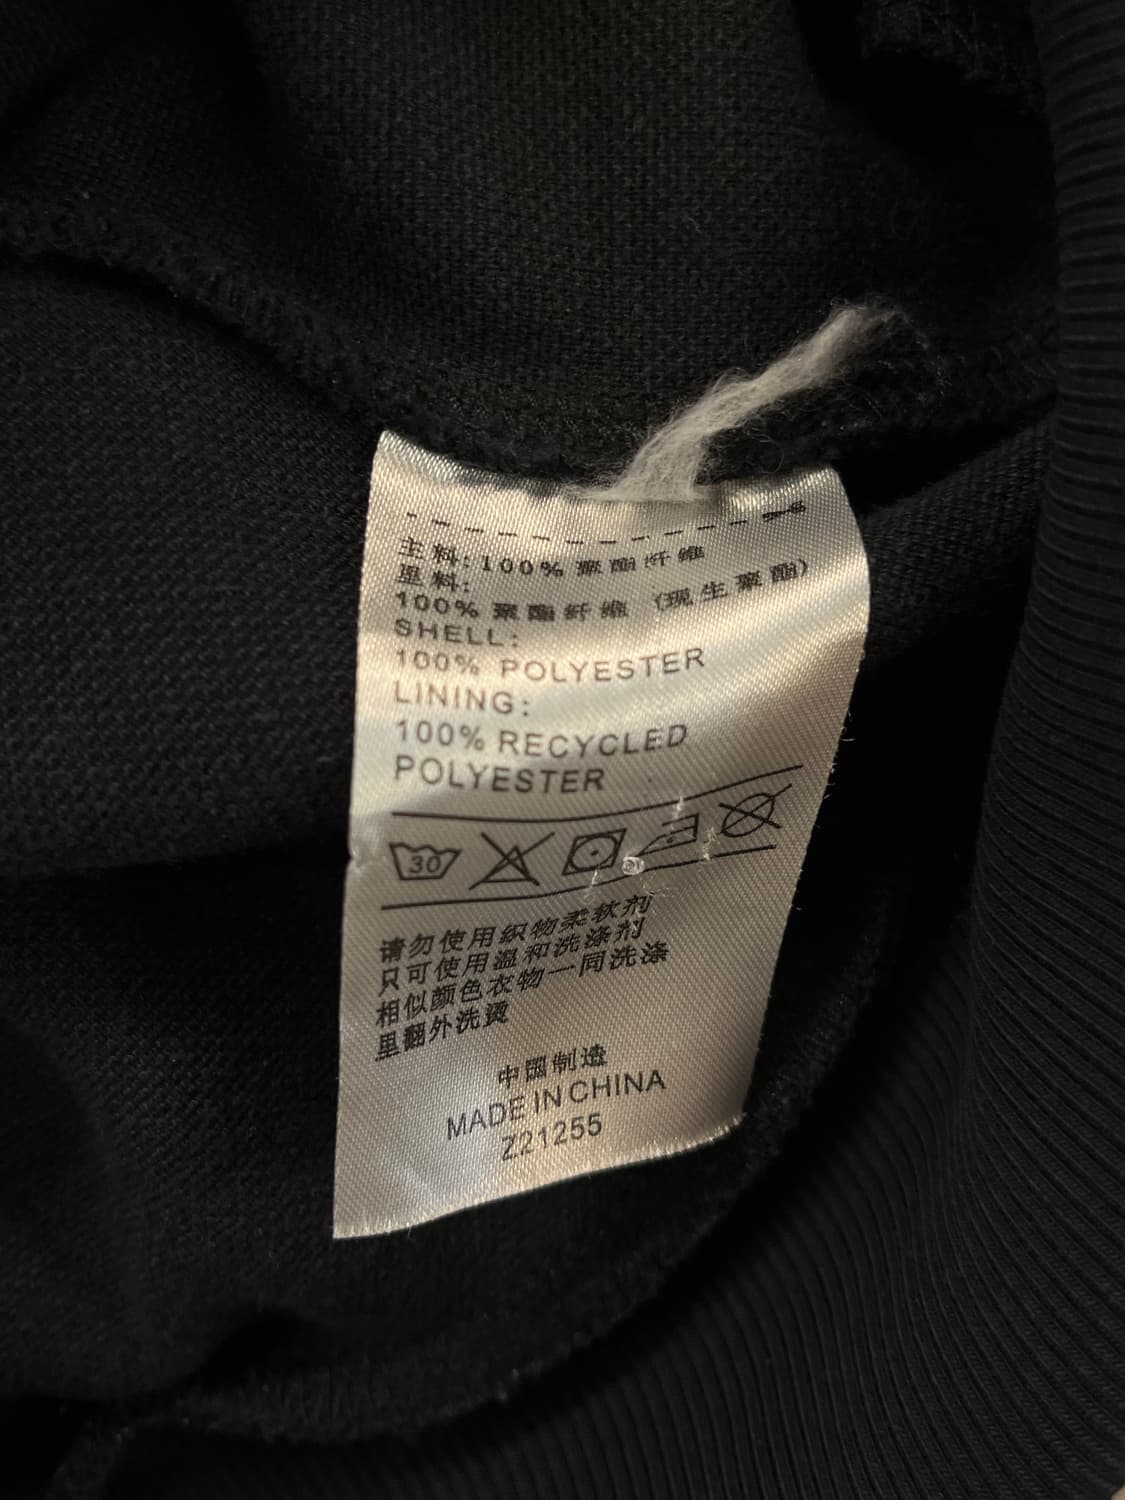 主料: 100% 聚酯纤维
里料:
100% 聚酯纤维 (现生聚酯)
SHELL:
100% POLYESTER
LINING:
100% RECYCLED
POLYESTER
30
请勿使用织物柔软剂
只可使用温和洗涤剂
相似颜色衣物一同洗涤
里翻外洗烫
中国制造
MADE IN CHINA
Z21255